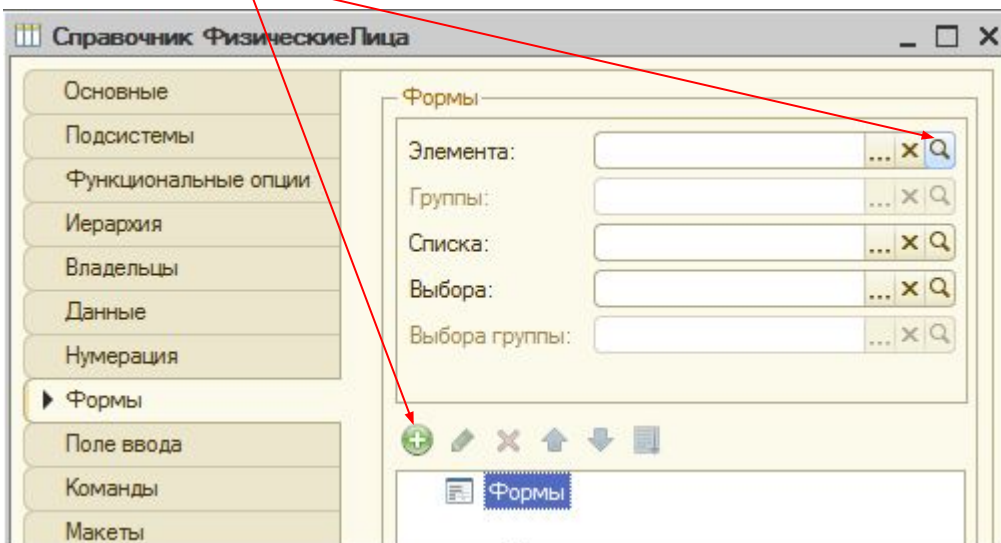 Справочник ФизическиеЛица
Основные
Подсистемы
Функциональные опции
Иерархия
Владельцы
Данные
Нумерация
Формы
Поле ввода
Команды
Макеты
Формы
Элемента:
Группы:
Списка:
Выбора:
Выбора группы:
Формы